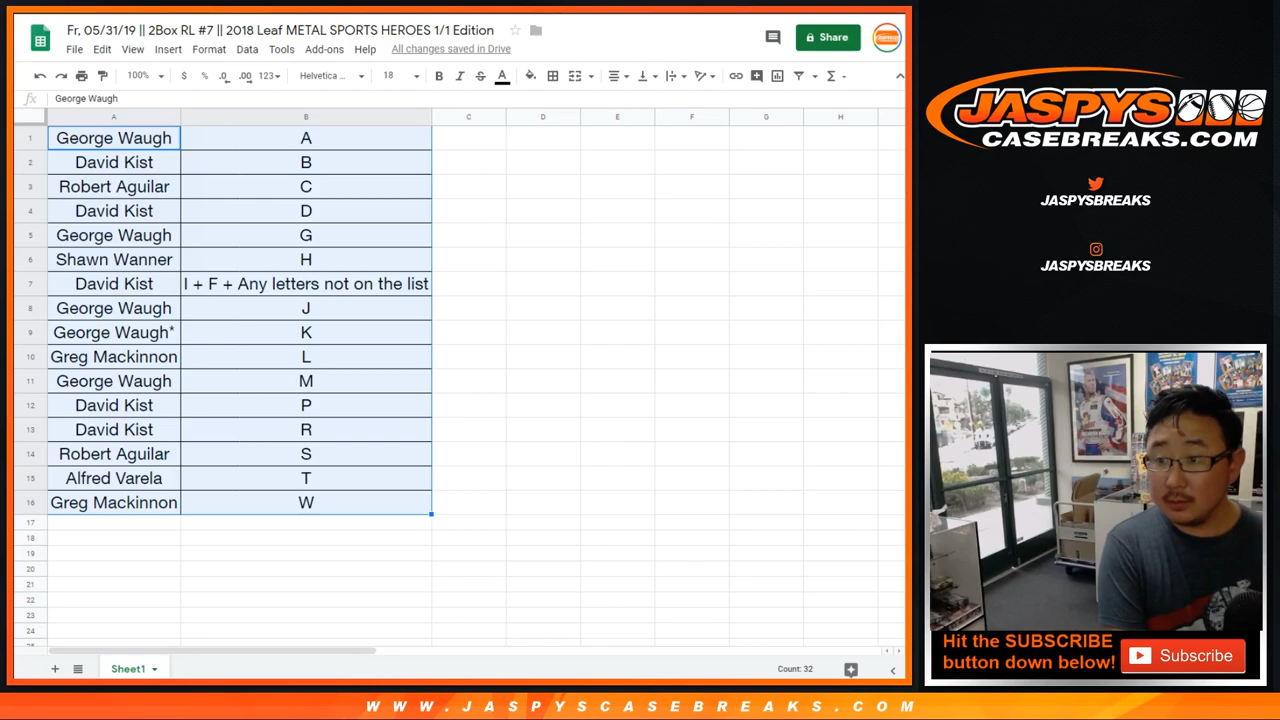 Fr, 05/31/19 || 2Box RL #7 || 2018 Leaf METAL SPORTS HEROES 1/1 Edition
File Edit View Insert Format Data Tools Add-ons Help All changes saved in Drive
Share
100% $ % .0 .00 123 Helvetica ... 18 B I S A
fx George Waugh
A B C D E F G H
1 George Waugh A
2 David Kist B
3 Robert Aguilar C
4 David Kist D
5 George Waugh G
6 Shawn Wanner H
7 David Kist I + F + Any letters not on the list
8 George Waugh J
9 George Waugh* K
10 Greg Mackinnon L
11 George Waugh M
12 David Kist P
13 David Kist R
14 Robert Aguilar S
15 Alfred Varela T
16 Greg Mackinnon W
17
18
19
20
21
22
23
24
Sheet1
Count: 32
JASPYS
CASEBREAKS.COM
JASPYSBREAKS
JASPYSBREAKS
Hit the SUBSCRIBE
button down below!
Subscribe
WWW.JASPYSCASEBREAKS.COM